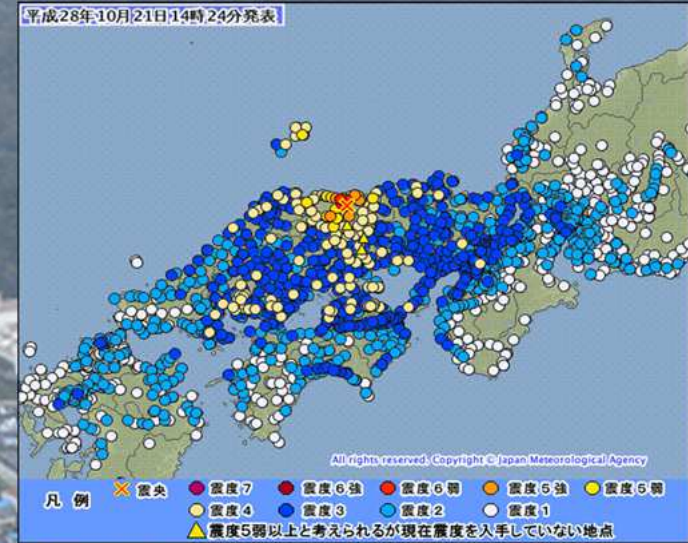 平成28年10月21日14時24分発表
All rights reserved. Copyright © Japan Meteorological Agency
凡例 震央 震度7 震度6強 震度6弱 震度5強 震度5弱
震度4 震度3 震度2 震度1
震度5弱以上と考えられるが現在震度を入手していない地点